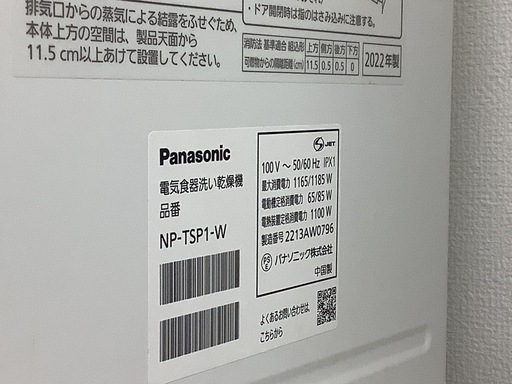 ・ドア開閉時は指のはさみ込みに注意する。
排気口からの蒸気による結露をふせぐため、
本体上方の空間は、製品天面から
11.5 cm以上あけて設置してください。
消防法 基準適合 組込形 上方 側方 後方 下方
可燃物からの離隔距離(cm) 11.5 0.5 0.5 0
2022年製
Panasonic
電気食器洗い乾燥機
品番
NP-TSP1-W
JET
100 V ～ 50/60 Hz IPX1
最大消費電力 1165/1185 W
電動機定格消費電力 65/85 W
電熱装置定格消費電力 1100 W
製造番号 2213AW0796
PSE パナソニック株式会社
中国製
よくあるお問い合わせは、
こちらから